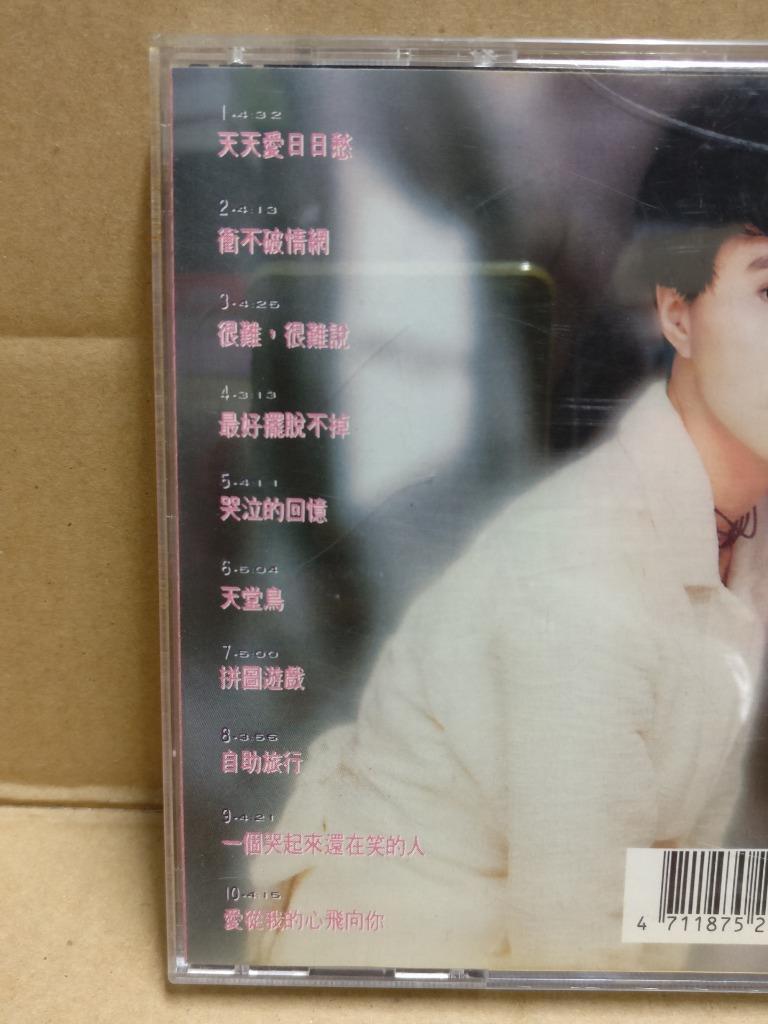 1•4:32
天天愛日日愁
2•4:13
衝不破情網
3•4:25
很難，很難說
4•3:13
最好擺脫不掉
5•4:11
哭泣的回憶
6•5:04
天堂鳥
7•5:00
拼圖遊戲
8•3:55
自助旅行
9•4:21
一個哭起來還在笑的人
10•4:15
愛從我的心飛向你
4 711875 2